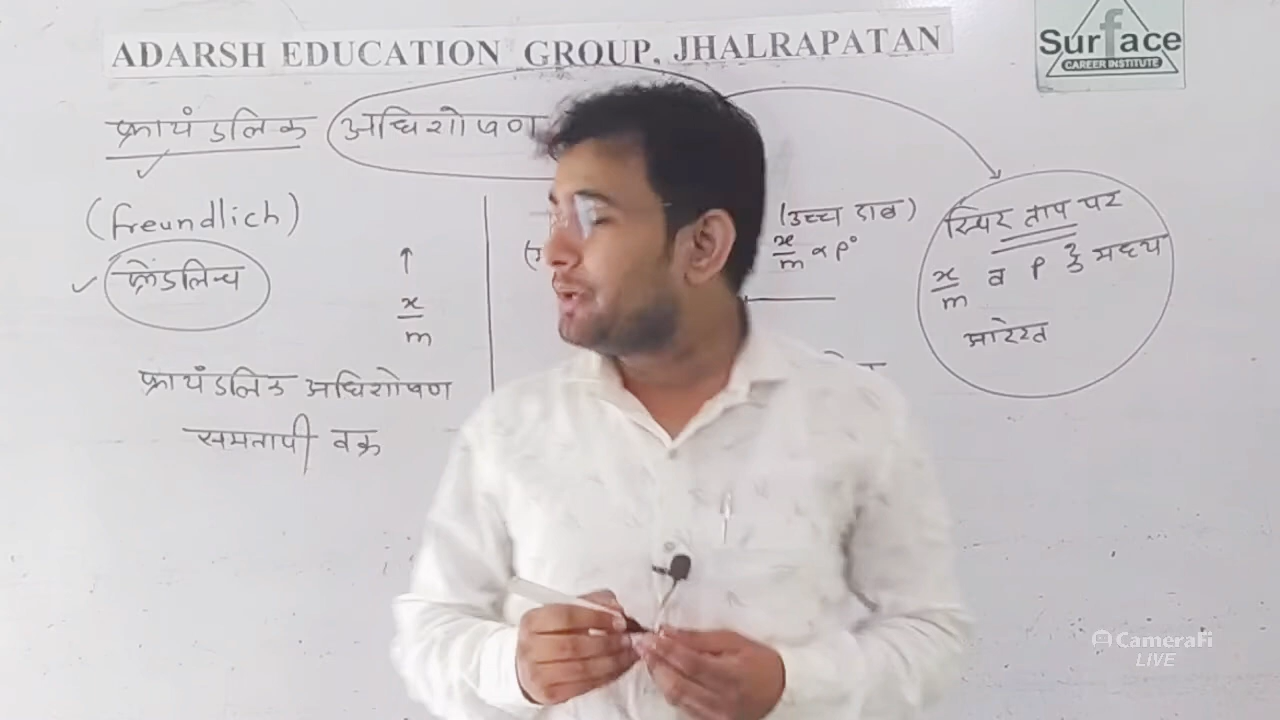 ADARSH EDUCATION GROUP, JHALRAPATAN
Surface
CAREER INSTITUTE
फ्रायंडलिक अधिशोषण
(freundlich)
फ्रेंडलिच
x/m
फ्रायंडलिक अधिशोषण
समतापी वक्र
(उच्च दाब)
x/m ∝ p°
स्थिर ताप पर
x/m व P के मध्य
आरेख
CameraFi
LIVE